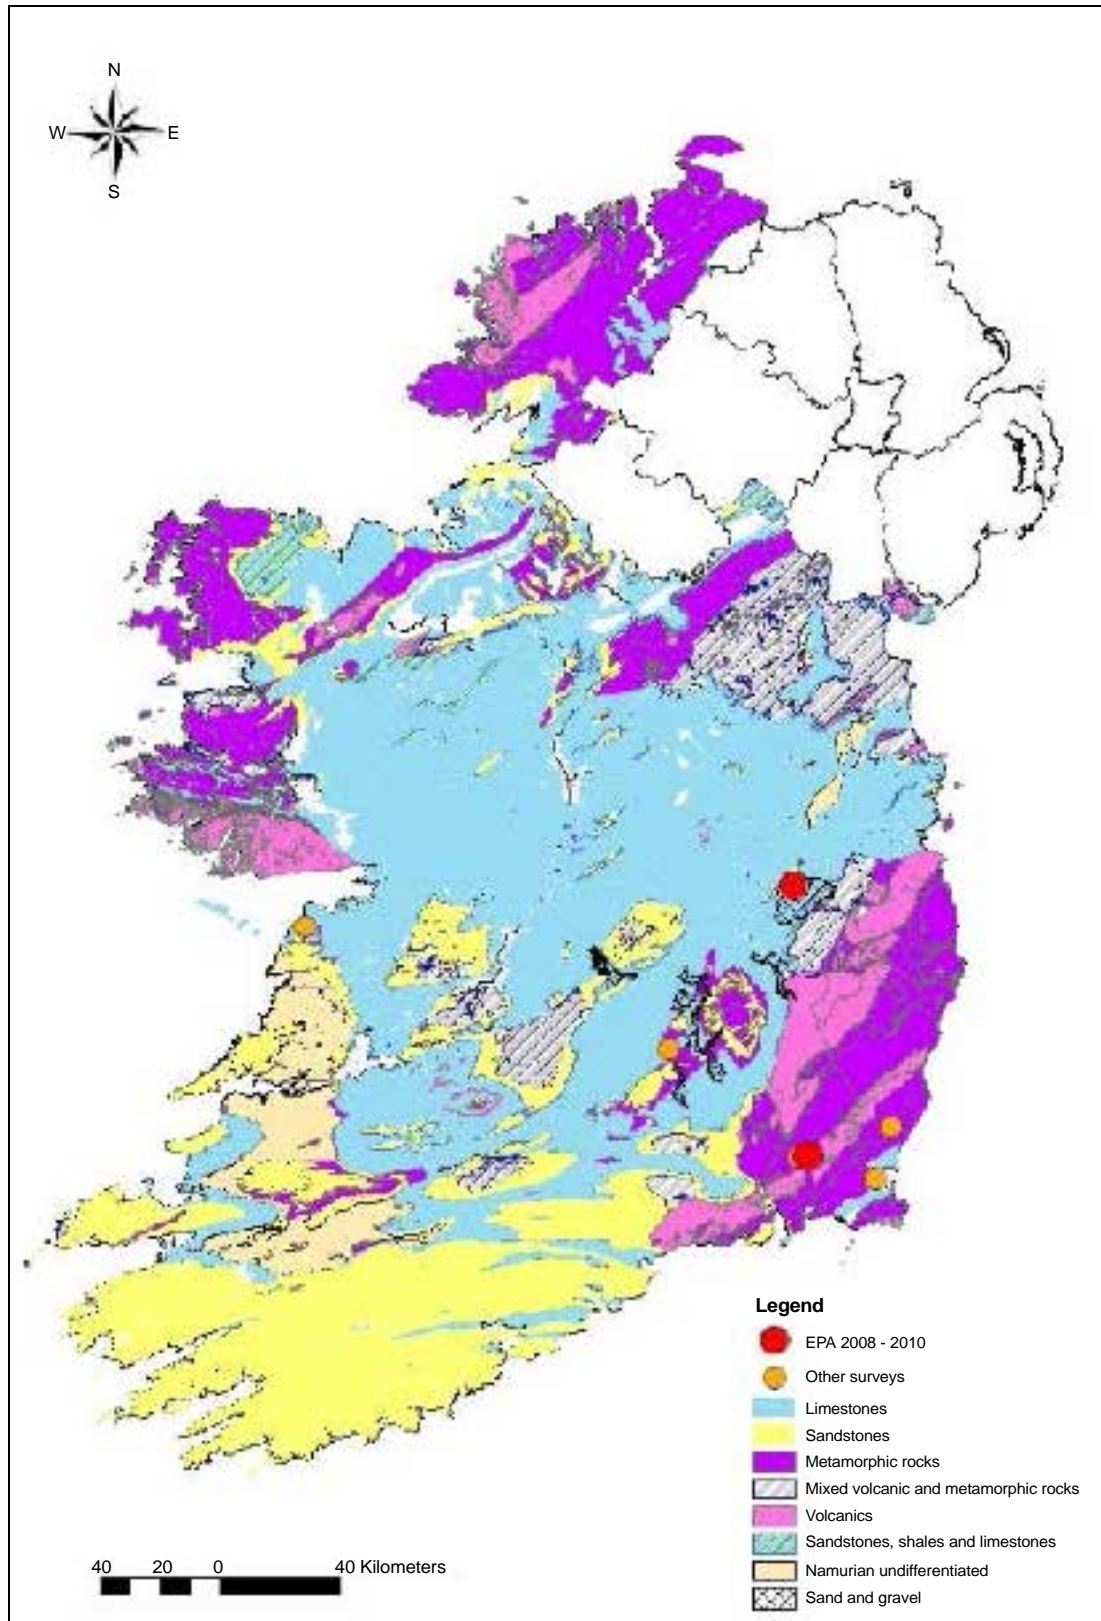 N
W E
S
Legend
EPA 2008 - 2010
Other surveys
Limestones
Sandstones
Metamorphic rocks
Mixed volcanic and metamorphic rocks
Volcanics
Sandstones, shales and limestones
Namurian undifferentiated
Sand and gravel
40 20 0 40 Kilometers